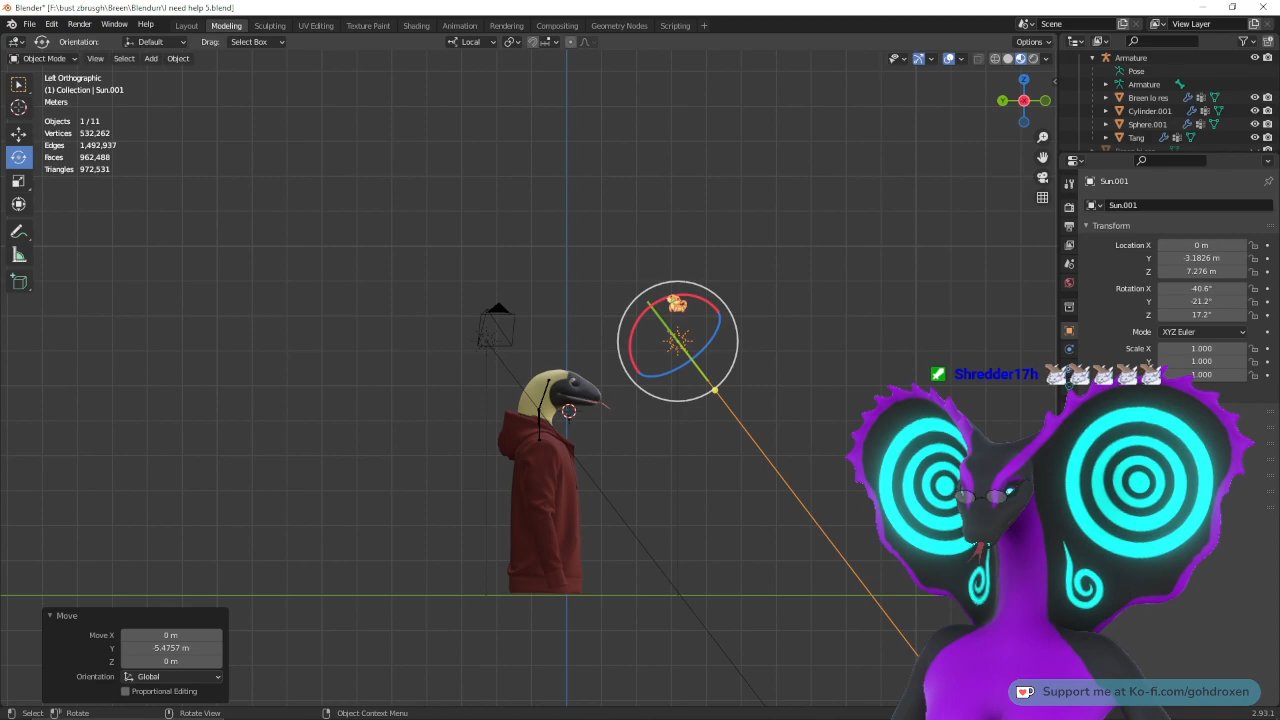 Blender* [F:\bust zbrusgh\Breen\Blendurr\I need help 5.blend]
File Edit Render Window Help Layout Modeling Sculpting UV Editing Texture Paint Shading Animation Rendering Compositing Geometry Nodes Scripting Scene View Layer
Orientation: Default Drag: Select Box Local Options
Object Mode View Select Add Object
Left Orthographic
(1) Collection | Sun.001
Meters
Objects 1 / 11
Vertices 532,262
Edges 1,492,937
Faces 962,488
Triangles 972,531
Z
Y
X
Armature
Pose
Armature
Breen lo res
Cylinder.001
Sphere.001
Tang
Sun.001
Sun.001
Transform
Location X 0 m
Y -3.1826 m
Z 7.276 m
Rotation X -40.6°
Y -21.2°
Z 17.2°
Mode XYZ Euler
Scale X 1.000
Y 1.000
1.000
Shredder17h
Move
Move X 0 m
Y -5.4757 m
Z 0 m
Orientation Global
Proportional Editing
Support me at Ko-fi.com/gohdroxen
Select Rotate Rotate View Object Context Menu 2.93.1